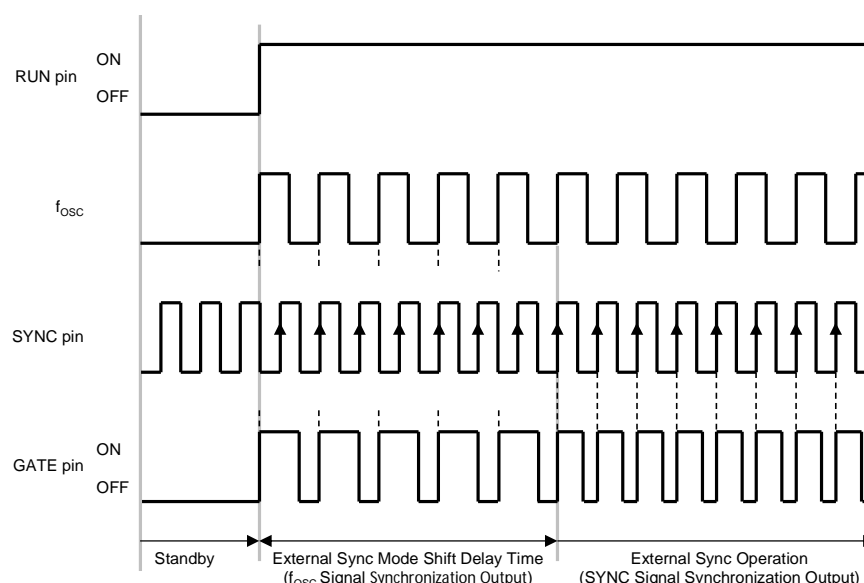 RUN pin
ON
OFF
fOSC
SYNC pin
GATE pin
ON
OFF
Standby
External Sync Mode Shift Delay Time
(fOSC Signal Synchronization Output)
External Sync Operation
(SYNC Signal Synchronization Output)